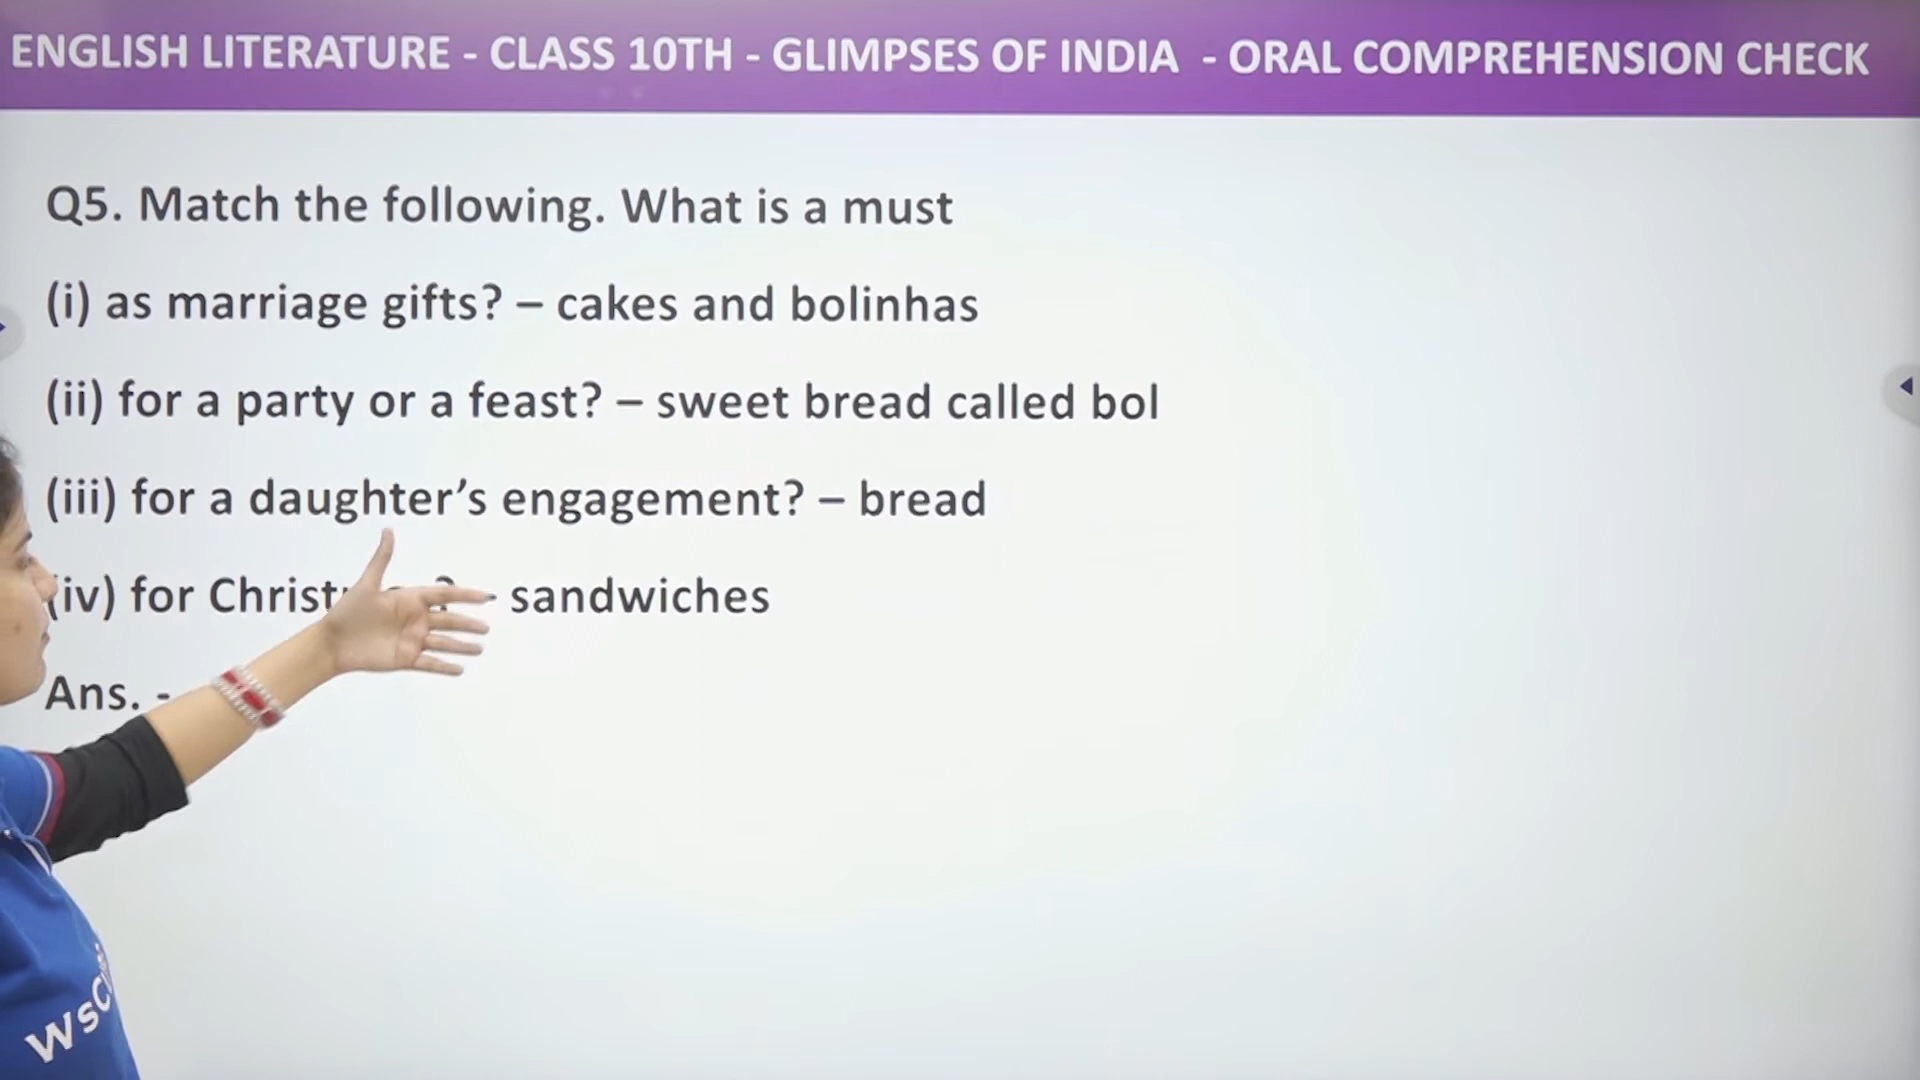 ENGLISH LITERATURE - CLASS 10TH - GLIMPSES OF INDIA - ORAL COMPREHENSION CHECK
Q5. Match the following. What is a must
(i) as marriage gifts? – cakes and bolinhas
(ii) for a party or a feast? – sweet bread called bol
(iii) for a daughter’s engagement? – bread
(iv) for – sandwiches
Ans. -